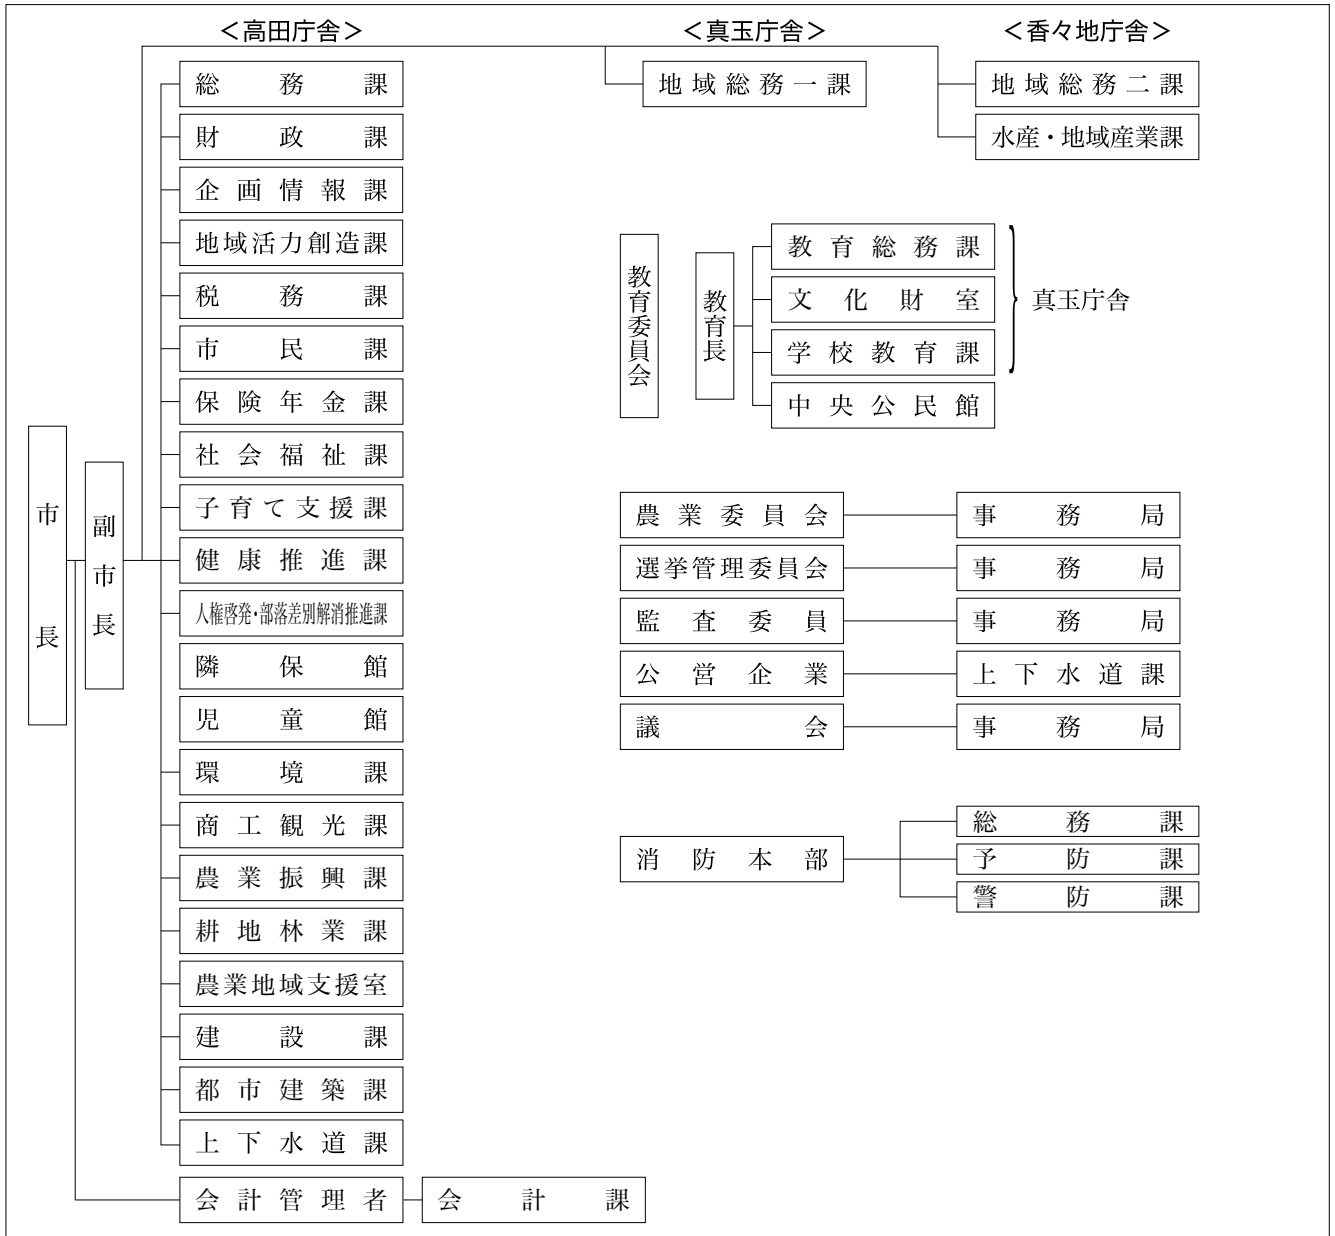 ＜高田庁舎＞
＜真玉庁舎＞
＜香々地庁舎＞
市長
副市長
総務課
財政課
企画情報課
地域活力創造課
税務課
市民課
保険年金課
社会福祉課
子育て支援課
健康推進課
人権啓発・部落差別解消推進課
隣保館
児童館
環境課
商工観光課
農業振興課
耕地林業課
農業地域支援室
建設課
都市建築課
上下水道課
会計管理者
会計課
地域総務一課
地域総務二課
水産・地域産業課
教育委員会
教育長
教育総務課
文化財室
学校教育課
中央公民館
真玉庁舎
農業委員会
事務局
選挙管理委員会
事務局
監査委員
事務局
公営企業
上下水道課
議会
事務局
消防本部
総務課
予防課
警防課